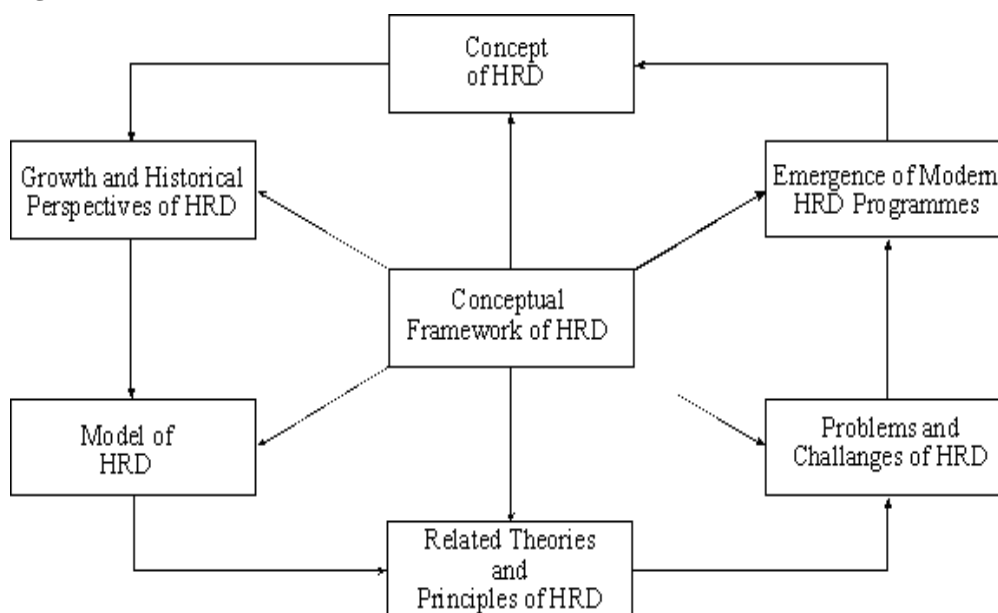 Concept
of HRD
Growth and Historical
Perspectives of HRD
Emergence of Modern
HRD Programmes
Conceptual
Framework of HRD
Model of
HRD
Problems and
Challanges of HRD
Related Theories
and
Principles of HRD